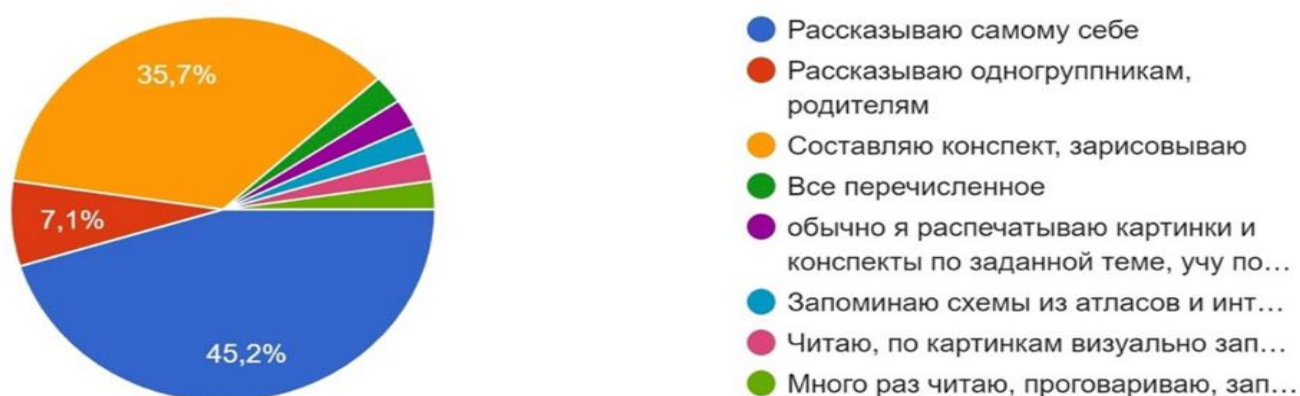 35,7%
7,1%
45,2%
Рассказываю самому себе
Рассказываю одногруппникам,
родителям
Составляю конспект, зарисовываю
Все перечисленное
обычно я распечатываю картинки и
конспекты по заданной теме, учу по…
Запоминаю схемы из атласов и инт…
Читаю, по картинкам визуально зап…
Много раз читаю, проговариваю, зап…